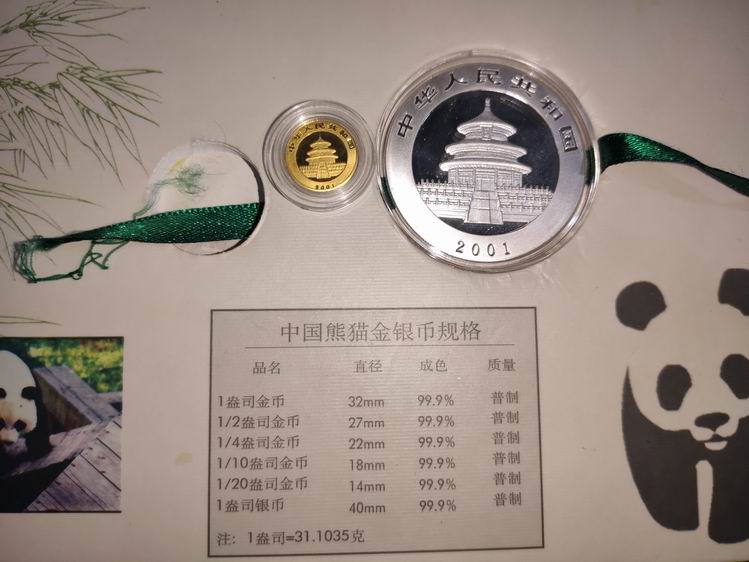 中华人民共和国
2001
中华人民共和国
2001
中国熊猫金银币规格
品名 直径 成色 质量
1盎司金币 32mm 99.9% 普制
1/2盎司金币 27mm 99.9% 普制
1/4盎司金币 22mm 99.9% 普制
1/10盎司金币 18mm 99.9% 普制
1/20盎司金币 14mm 99.9% 普制
1盎司银币 40mm 99.9% 普制
注：1盎司=31.1035克